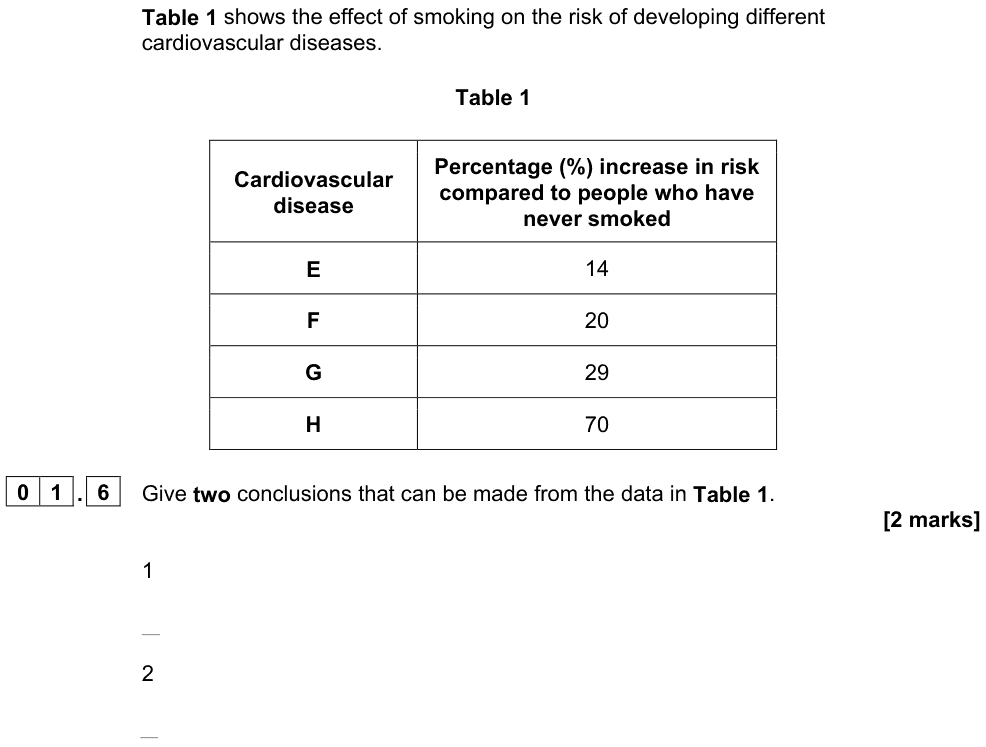 Table 1 shows the effect of smoking on the risk of developing different
cardiovascular diseases.
Table 1
Cardiovascular
disease
Percentage (%) increase in risk
compared to people who have
never smoked
E 14
F 20
G 29
H 70
0 1 . 6 Give two conclusions that can be made from the data in Table 1.
[2 marks]
1
2